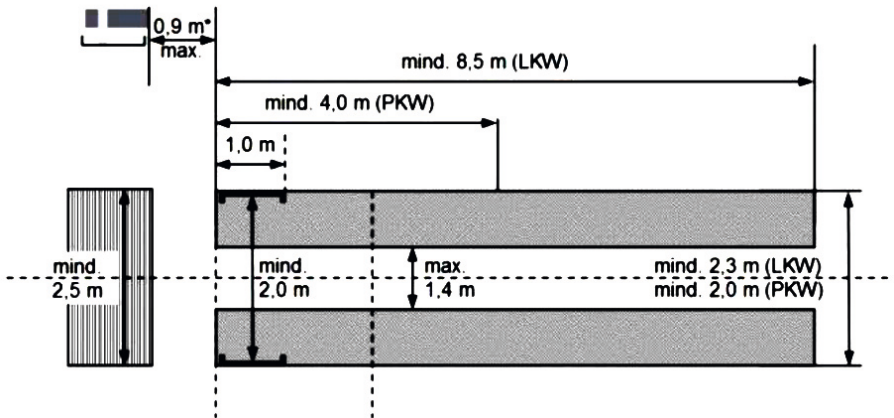 0,9 m*
max.
mind. 8,5 m (LKW)
mind. 4,0 m (PKW)
1,0 m
mind.
2,5 m
mind.
2,0 m
max.
1,4 m
mind. 2,3 m (LKW)
mind. 2,0 m (PKW)